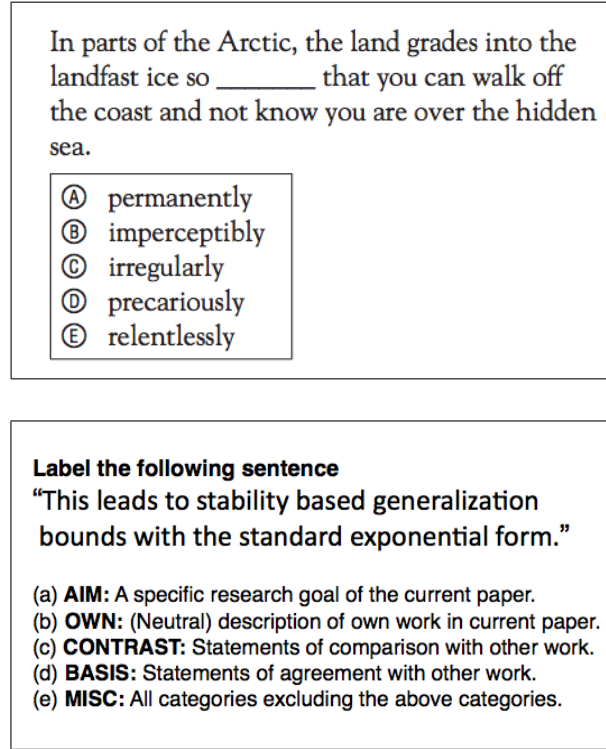 In parts of the Arctic, the land grades into the
landfast ice so ________ that you can walk off
the coast and not know you are over the hidden
sea.
Ⓐ permanently
Ⓑ imperceptibly
Ⓒ irregularly
Ⓓ precariously
Ⓔ relentlessly
Label the following sentence
“This leads to stability based generalization
bounds with the standard exponential form.”
(a) AIM: A specific research goal of the current paper.
(b) OWN: (Neutral) description of own work in current paper.
(c) CONTRAST: Statements of comparison with other work.
(d) BASIS: Statements of agreement with other work.
(e) MISC: All categories excluding the above categories.